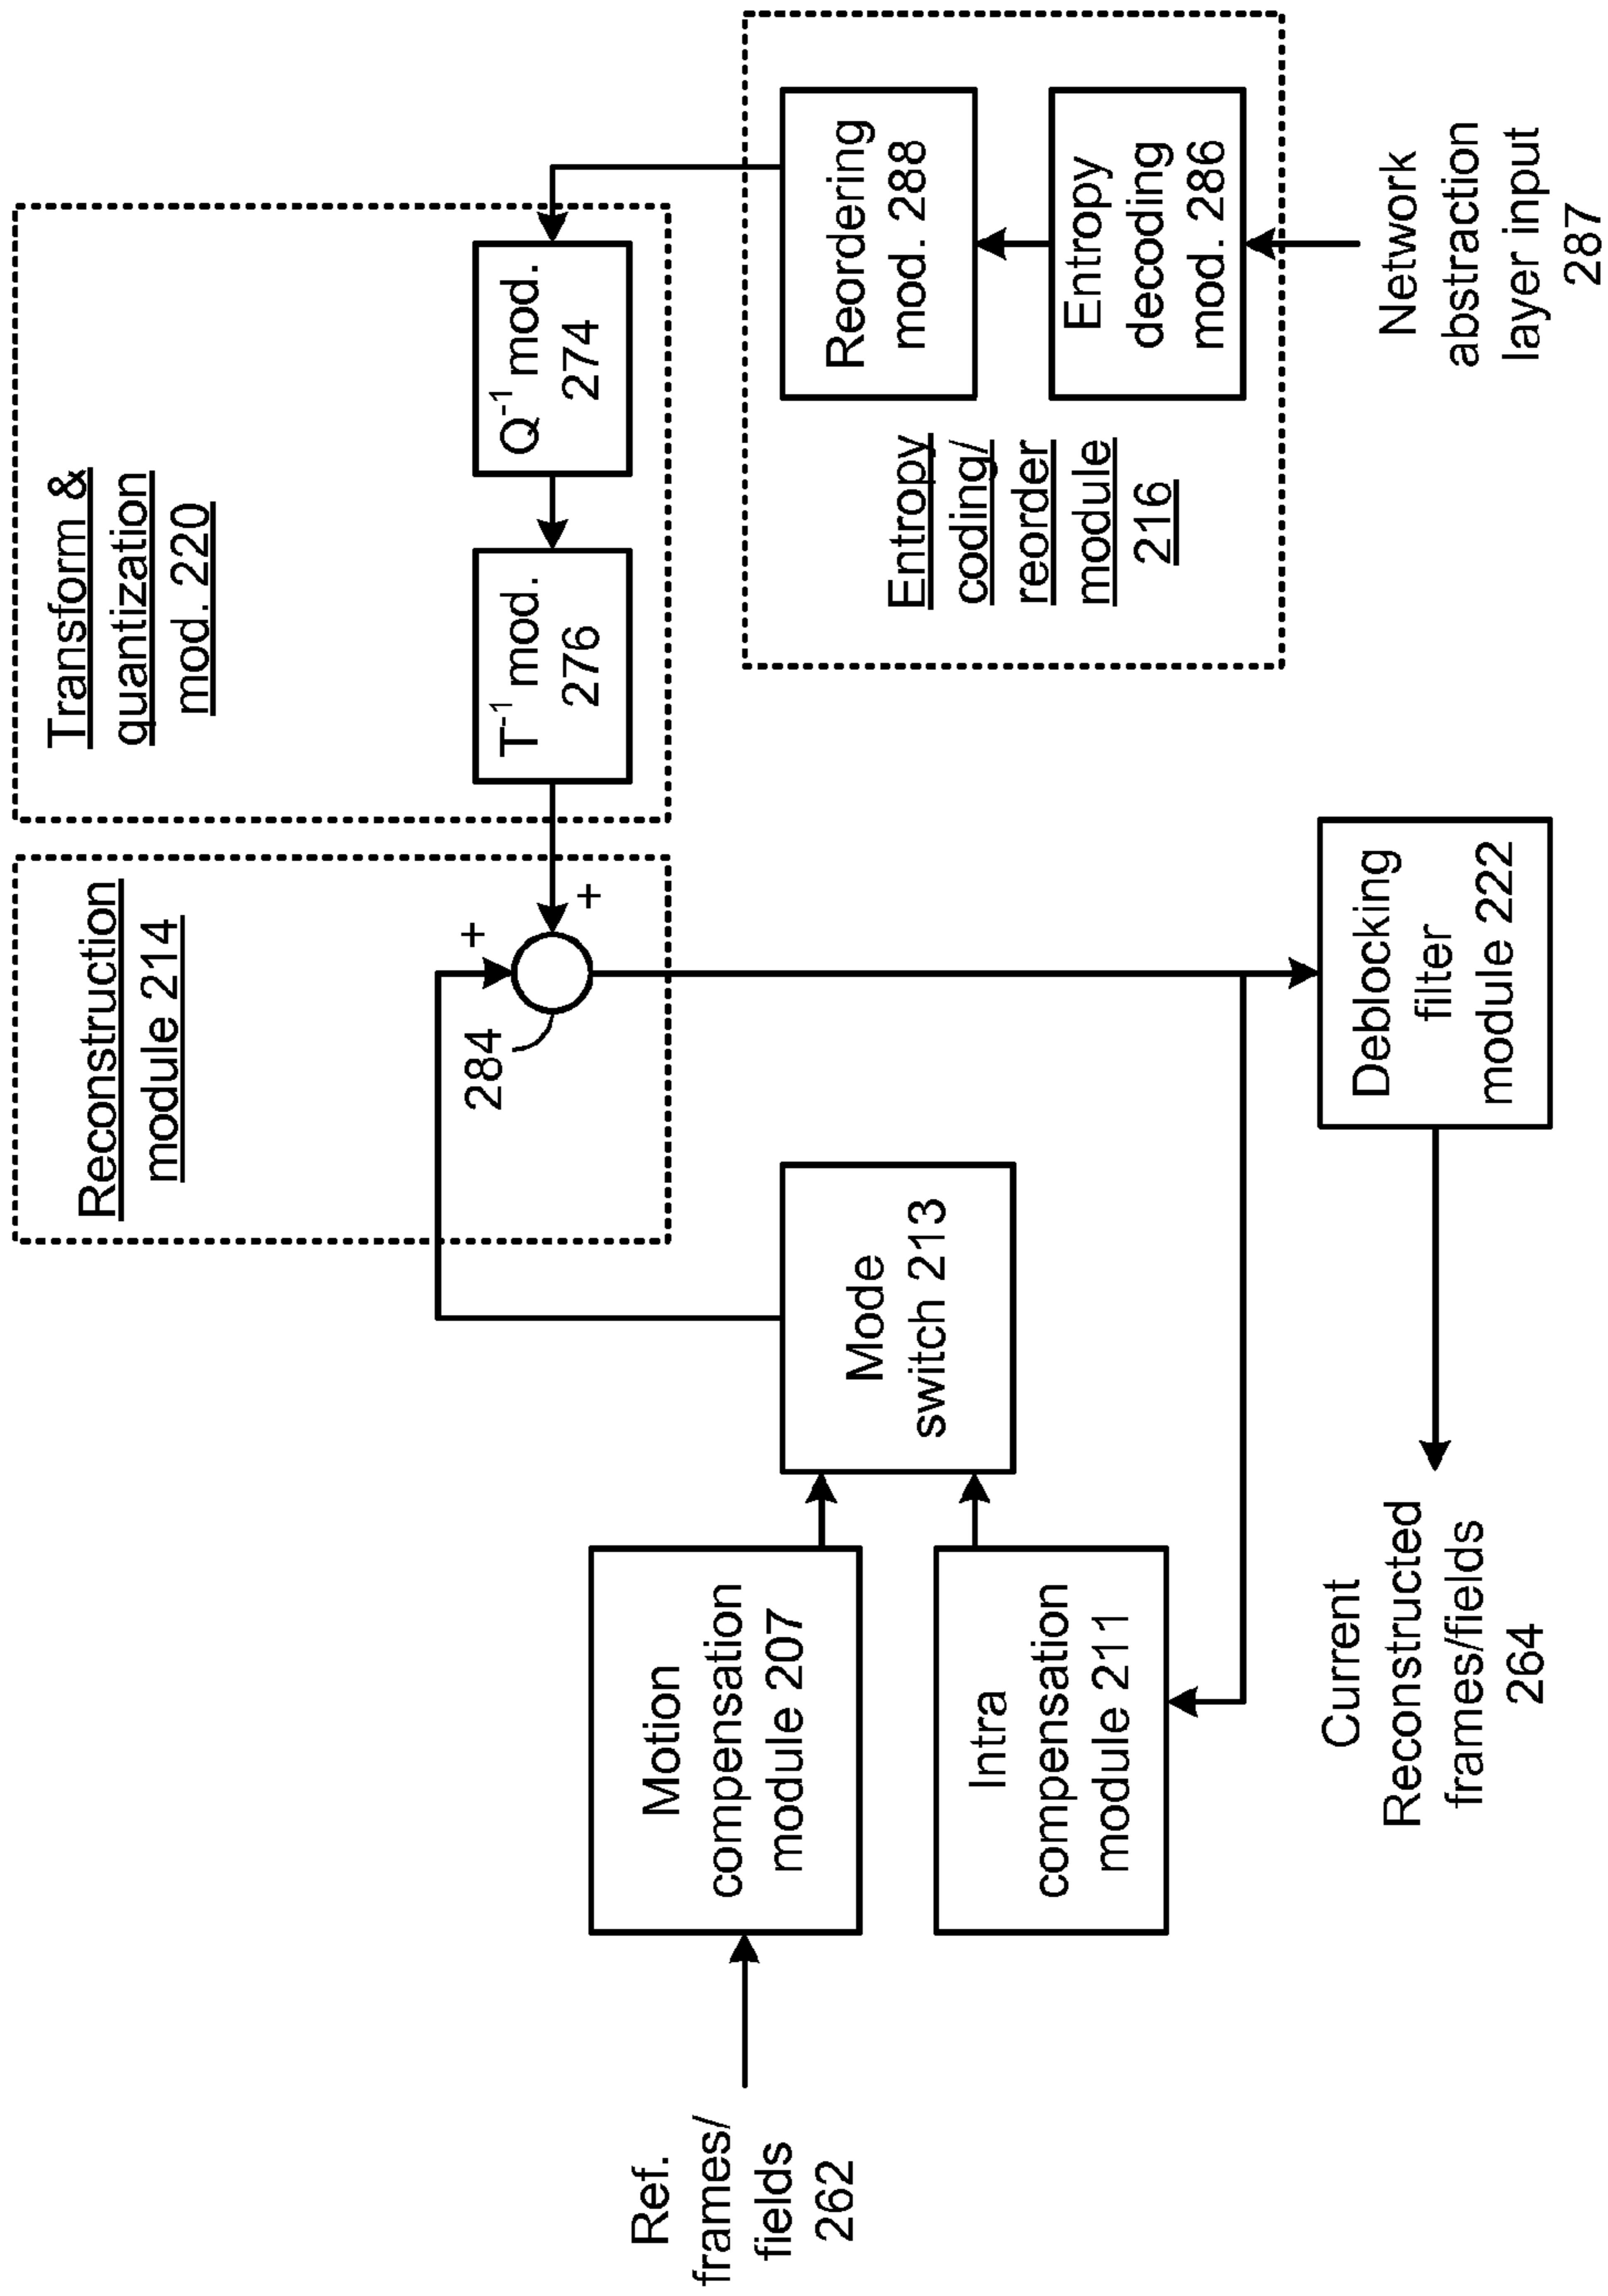 Reconstruction
module 214
Transform &
quantization
mod. 220
284
+
+
T⁻¹ mod.
276
Q⁻¹ mod.
274
Ref.
frames/
fields
262
Motion
compensation
module 207
Intra
compensation
module 211
Mode
switch 213
Entropy
coding/
reorder
module
216
Reordering
mod. 288
Entropy
decoding
mod. 286
Current
Reconstructed
frames/fields
264
Deblocking
filter
module 222
Network
abstraction
layer input
287